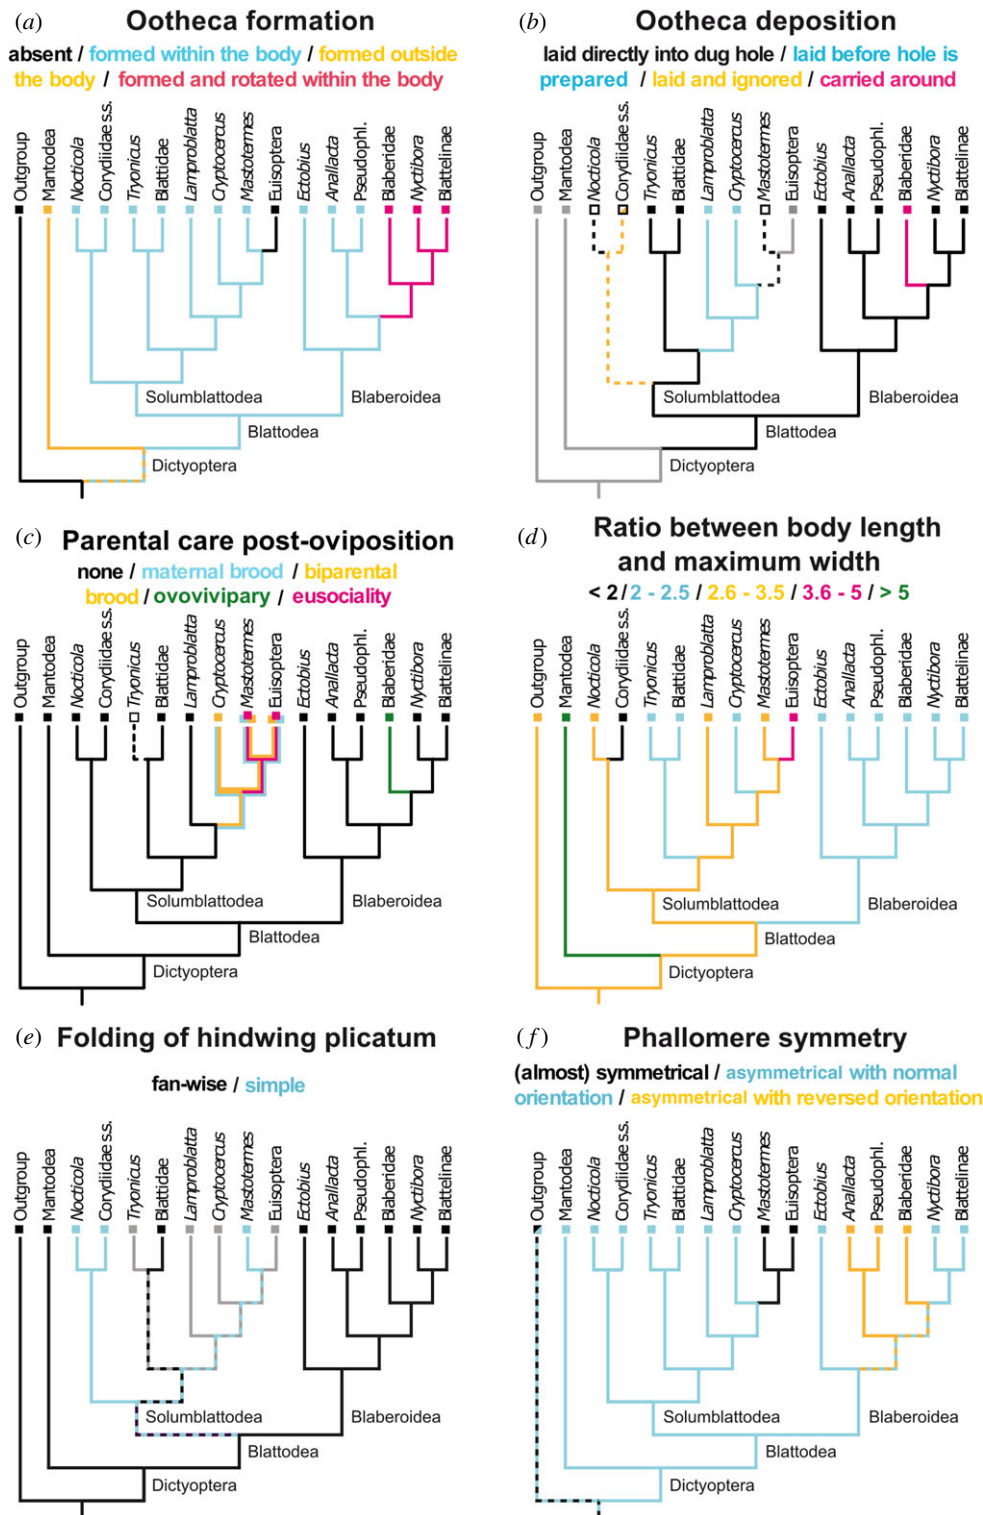 (a) Ootheca formation
absent / formed within the body / formed outside
the body / formed and rotated within the body
Outgroup
Mantodea
Nocticola
Corydiidae s.s.
Tryonicus
Blattidae
Lamproblatta
Cryptocercus
Mastotermes
Euisoptera
Ectobius
Anallacta
Pseudophl.
Blaberidae
Nyctibora
Blattelinae
Solumblattodea
Blaberoidea
Blattodea
Dictyoptera
(b) Ootheca deposition
laid directly into dug hole / laid before hole is
prepared / laid and ignored / carried around
Outgroup
Mantodea
Nocticola
Corydiidae s.s.
Tryonicus
Blattidae
Lamproblatta
Cryptocercus
Mastotermes
Euisoptera
Ectobius
Anallacta
Pseudophl.
Blaberidae
Nyctibora
Blattelinae
Solumblattodea
Blaberoidea
Blattodea
Dictyoptera
(c) Parental care post-oviposition
none / maternal brood / biparental
brood / ovovivipary / eusociality
Outgroup
Mantodea
Nocticola
Corydiidae s.s.
Tryonicus
Blattidae
Lamproblatta
Cryptocercus
Mastotermes
Euisoptera
Ectobius
Anallacta
Pseudophl.
Blaberidae
Nyctibora
Battelinae
Solumblattodea
Blaberoidea
Blattodea
Dictyoptera
(d) Ratio between body length
and maximum width
< 2 / 2 - 2.5 / 2.6 - 3.5 / 3.6 - 5 / > 5
Outgroup
Mantodea
Nocticola
Corydiidae s.s.
Tryonicus
Blattidae
Lamproblatta
Cryptocercus
Mastotermes
Euisoptera
Ectobius
Anallacta
Pseudophl.
Blaberidae
Nyctibora
Blattelinae
Solumblattodea
Blaberoidea
Blattodea
Dictyoptera
(e) Folding of hindwing plicatum
fan-wise / simple
Outgroup
Mantodea
Nocticola
Corydiidae s.s.
Tryonicus
Blattidae
Lamproblatta
Cryptocercus
Mastotermes
Euisoptera
Ectobius
Anallacta
Pseudophl.
Blaberidae
Nyctibora
Blattelinae
Solumblattodea
Blaberoidea
Blattodea
Dictyoptera
(f) Phallomere symmetry
(almost) symmetrical / asymmetrical with normal
orientation / asymmetrical with reversed orientation
Outgroup
Mantodea
Nocticola
Corydiidae s.s.
Tryonicus
Blattidae
Lamproblatta
Cryptocercus
Mastotermes
Euisoptera
Ectobius
Anallacta
Pseudophl.
Blaberidae
Nyctibora
Blattelinae
Solumblattodea
Blaberoidea
Blattodea
Dictyoptera